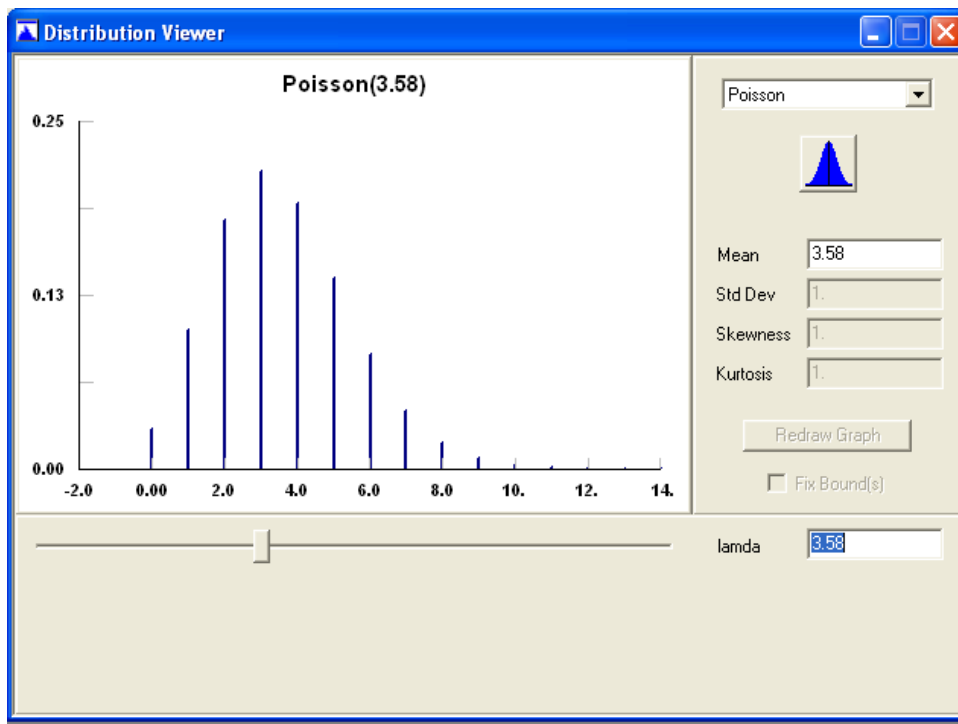 Distribution Viewer
Poisson(3.58)
0.25
0.13
0.00
-2.0 0.00 2.0 4.0 6.0 8.0 10. 12. 14.
Poisson
Mean 3.58
Std Dev 1.
Skewness 1.
Kurtosis 1.
Redraw Graph
Fix Bound(s)
lamda 3.58